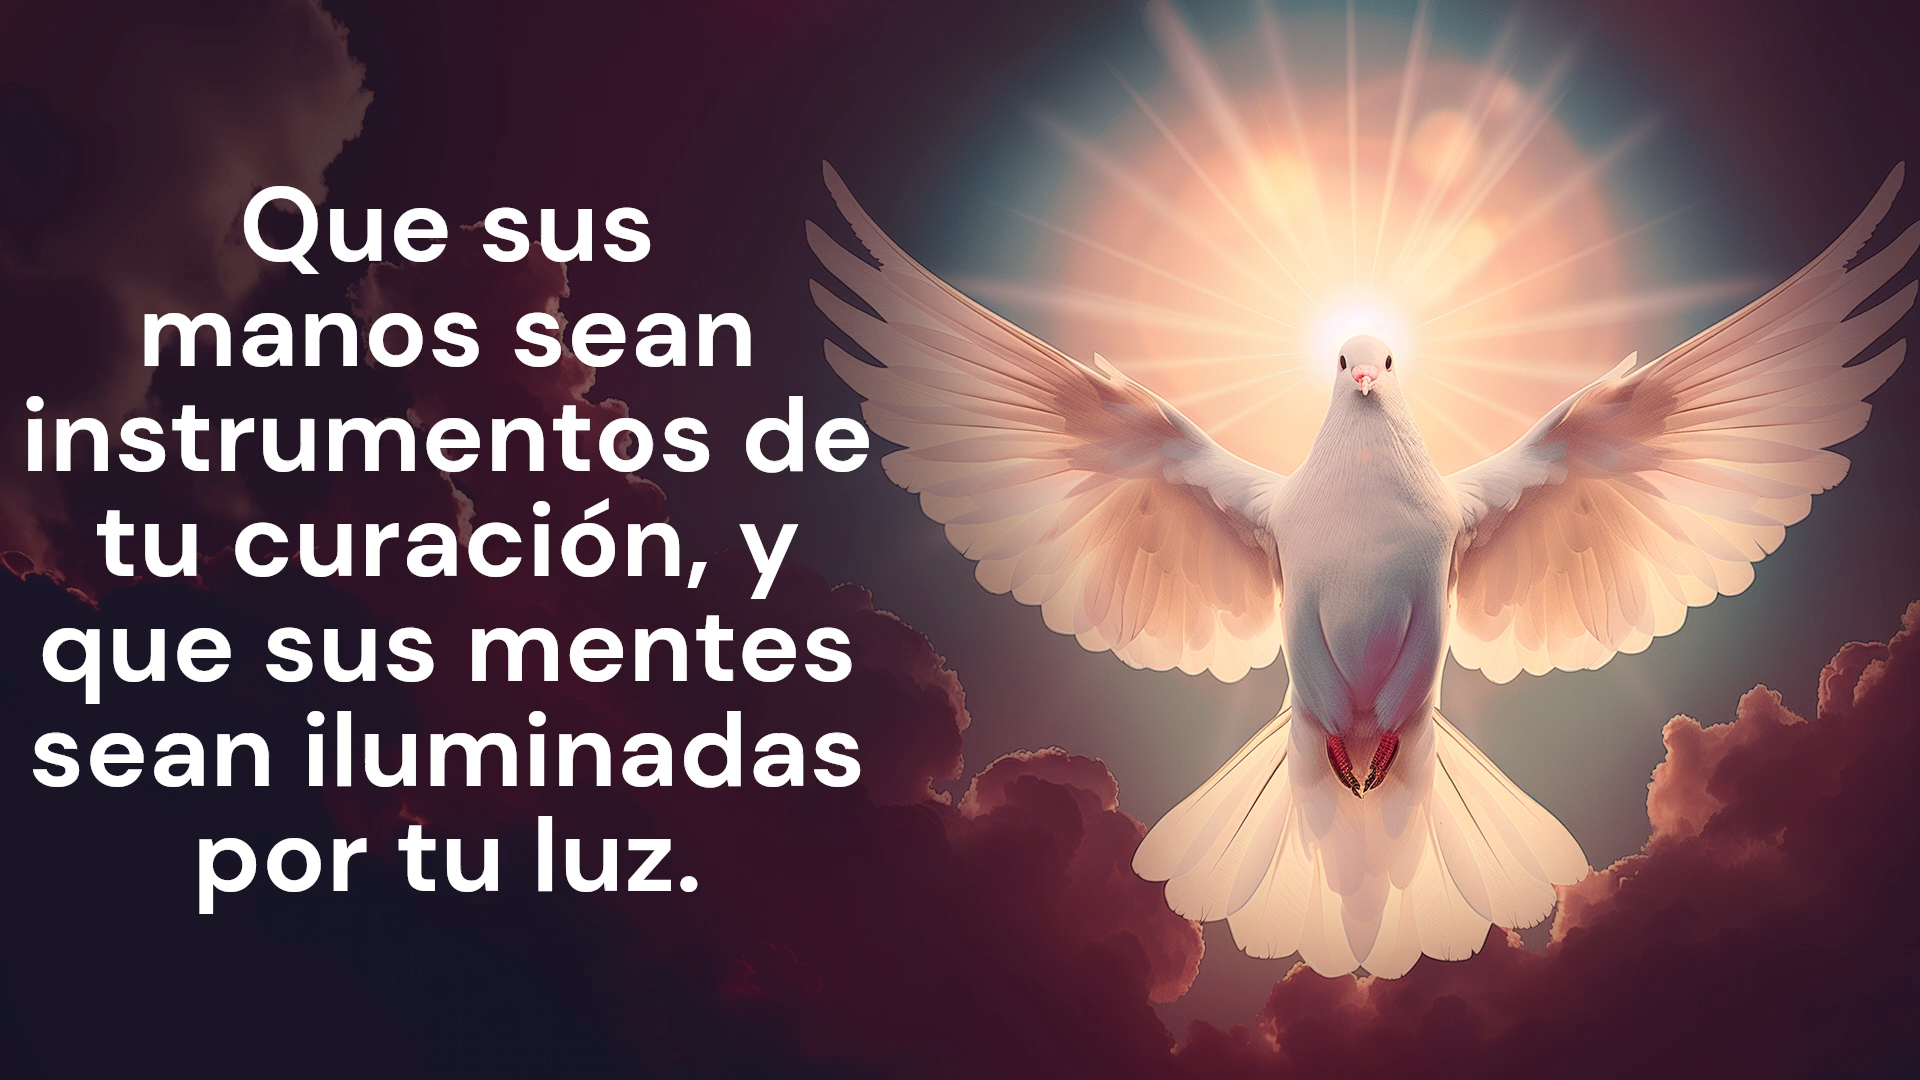 Que sus
manos sean
instrumentos de
tu curación, y
que sus mentes
sean iluminadas
por tu luz.